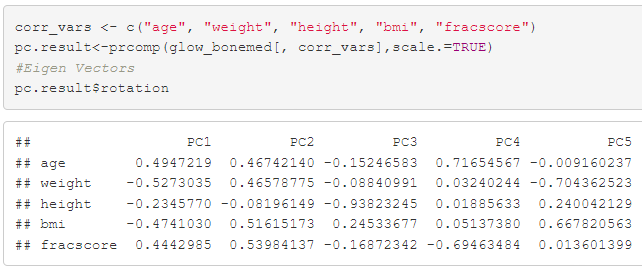 corr_vars <- c("age", "weight", "height", "bmi", "fracscore")
pc.result<-prcomp(glow_bonemed[, corr_vars],scale.=TRUE)
#Eigen Vectors
pc.result$rotation
## PC1 PC2 PC3 PC4 PC5
## age 0.4947219 0.46742140 -0.15246583 0.71654567 -0.009160237
## weight -0.5273035 0.46578775 -0.08840991 0.03240244 -0.704362523
## height -0.2345770 -0.08196149 -0.93823245 0.01885633 0.240042129
## bmi -0.4741030 0.51615173 0.24533677 0.05137380 0.667820563
## fracscore 0.4442985 0.53984137 -0.16872342 -0.69463484 0.013601399